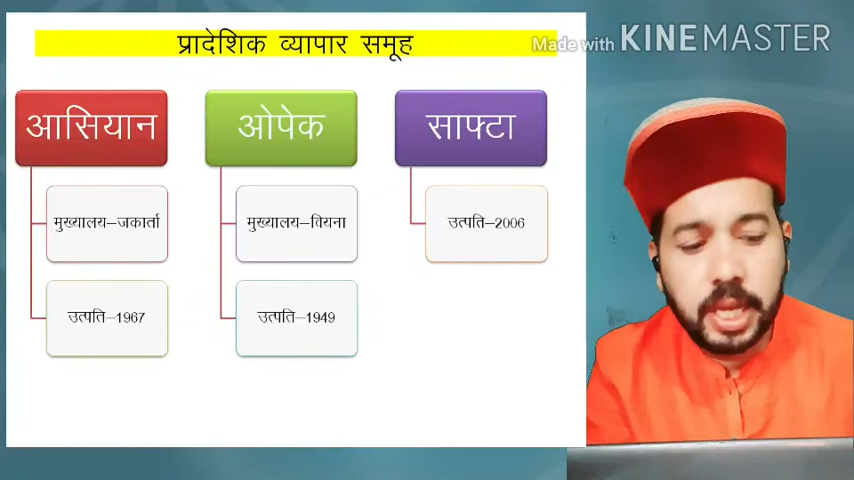 प्रादेशिक व्यापार समूह
Made with KINEMASTER
आसियान
ओपेक
साफ्टा
मुख्यालय–जकार्ता
मुख्यालय–वियना
उत्पति–2006
उत्पति–1967
उत्पति–1949